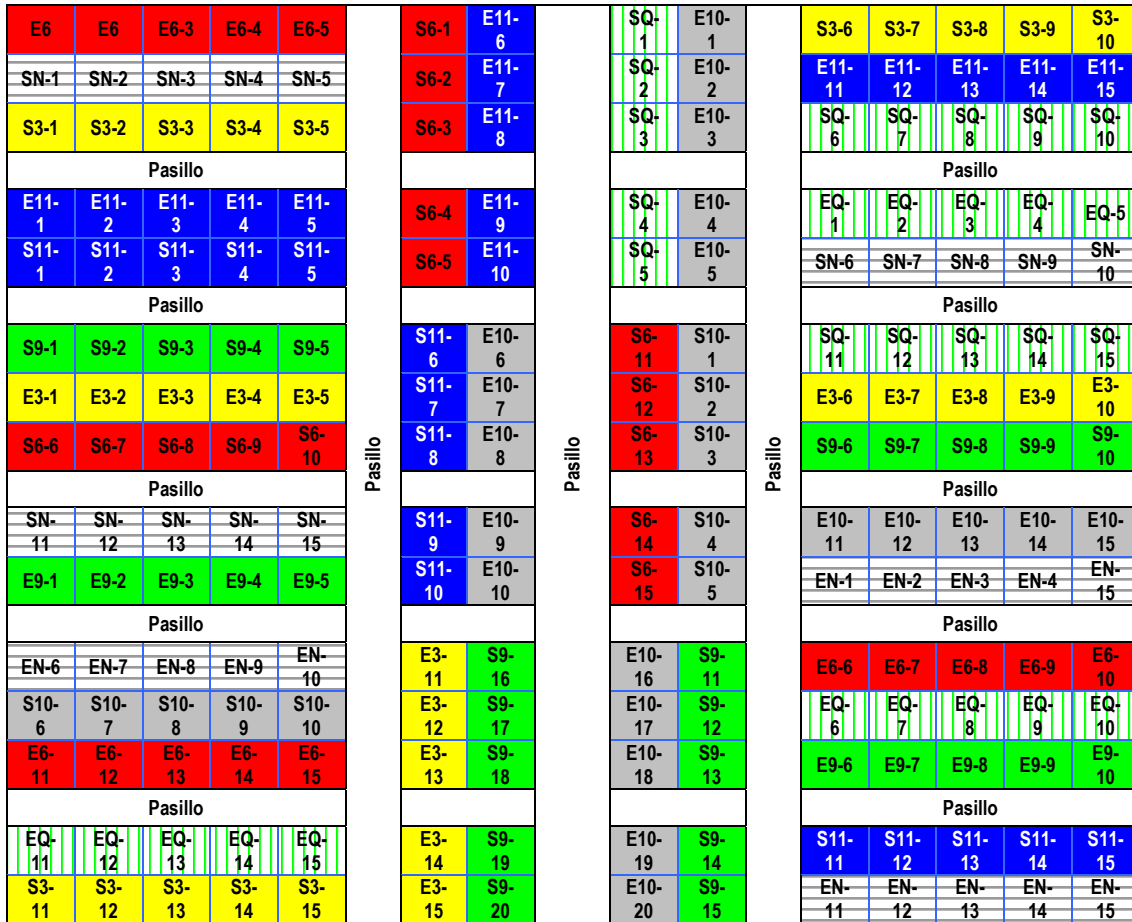 E6 E6 E6-3 E6-4 E6-5 S6-1 E11-6 SQ-1 E10-1 S3-6 S3-7 S3-8 S3-9 S3-10
SN-1 SN-2 SN-3 SN-4 SN-5 S6-2 E11-7 SQ-2 E10-2 E11-11 E11-12 E11-13 E11-14 E11-15
S3-1 S3-2 S3-3 S3-4 S3-5 S6-3 E11-8 SQ-3 E10-3 SQ-6 SQ-7 SQ-8 SQ-9 SQ-10
Pasillo Pasillo
E11-1 E11-2 E11-3 E11-4 E11-5 S6-4 E11-9 SQ-4 E10-4 EQ-1 EQ-2 EQ-3 EQ-4 EQ-5
S11-1 S11-2 S11-3 S11-4 S11-5 S6-5 E11-10 SQ-5 E10-5 SN-6 SN-7 SN-8 SN-9 SN-10
Pasillo Pasillo
S9-1 S9-2 S9-3 S9-4 S9-5 S11-6 E10-6 S6-11 S10-1 SQ-11 SQ-12 SQ-13 SQ-14 SQ-15
E3-1 E3-2 E3-3 E3-4 E3-5 S11-7 E10-7 S6-12 S10-2 E3-6 E3-7 E3-8 E3-9 E3-10
S6-6 S6-7 S6-8 S6-9 S6-10 S11-8 E10-8 S6-13 S10-3 S9-6 S9-7 S9-8 S9-9 S9-10
Pasillo Pasillo Pasillo Pasillo Pasillo
SN-11 SN-12 SN-13 SN-14 SN-15 S11-9 E10-9 S6-14 S10-4 E10-11 E10-12 E10-13 E10-14 E10-15
E9-1 E9-2 E9-3 E9-4 E9-5 S11-10 E10-10 S6-15 S10-5 EN-1 EN-2 EN-3 EN-4 EN-15
Pasillo Pasillo
EN-6 EN-7 EN-8 EN-9 EN-10 E3-11 S9-16 E10-16 S9-11 E6-6 E6-7 E6-8 E6-9 E6-10
S10-6 S10-7 S10-8 S10-9 S10-10 E3-12 S9-17 E10-17 S9-12 EQ-6 EQ-7 EQ-8 EQ-9 EQ-10
E6-11 E6-12 E6-13 E6-14 E6-15 E3-13 S9-18 E10-18 S9-13 E9-6 E9-7 E9-8 E9-9 E9-10
Pasillo Pasillo
EQ-11 EQ-12 EQ-13 EQ-14 EQ-15 E3-14 S9-19 E10-19 S9-14 S11-11 S11-12 S11-13 S11-14 S11-15
S3-11 S3-12 S3-13 S3-14 S3-15 E3-15 S9-20 E10-20 S9-15 EN-11 EN-12 EN-13 EN-14 EN-15